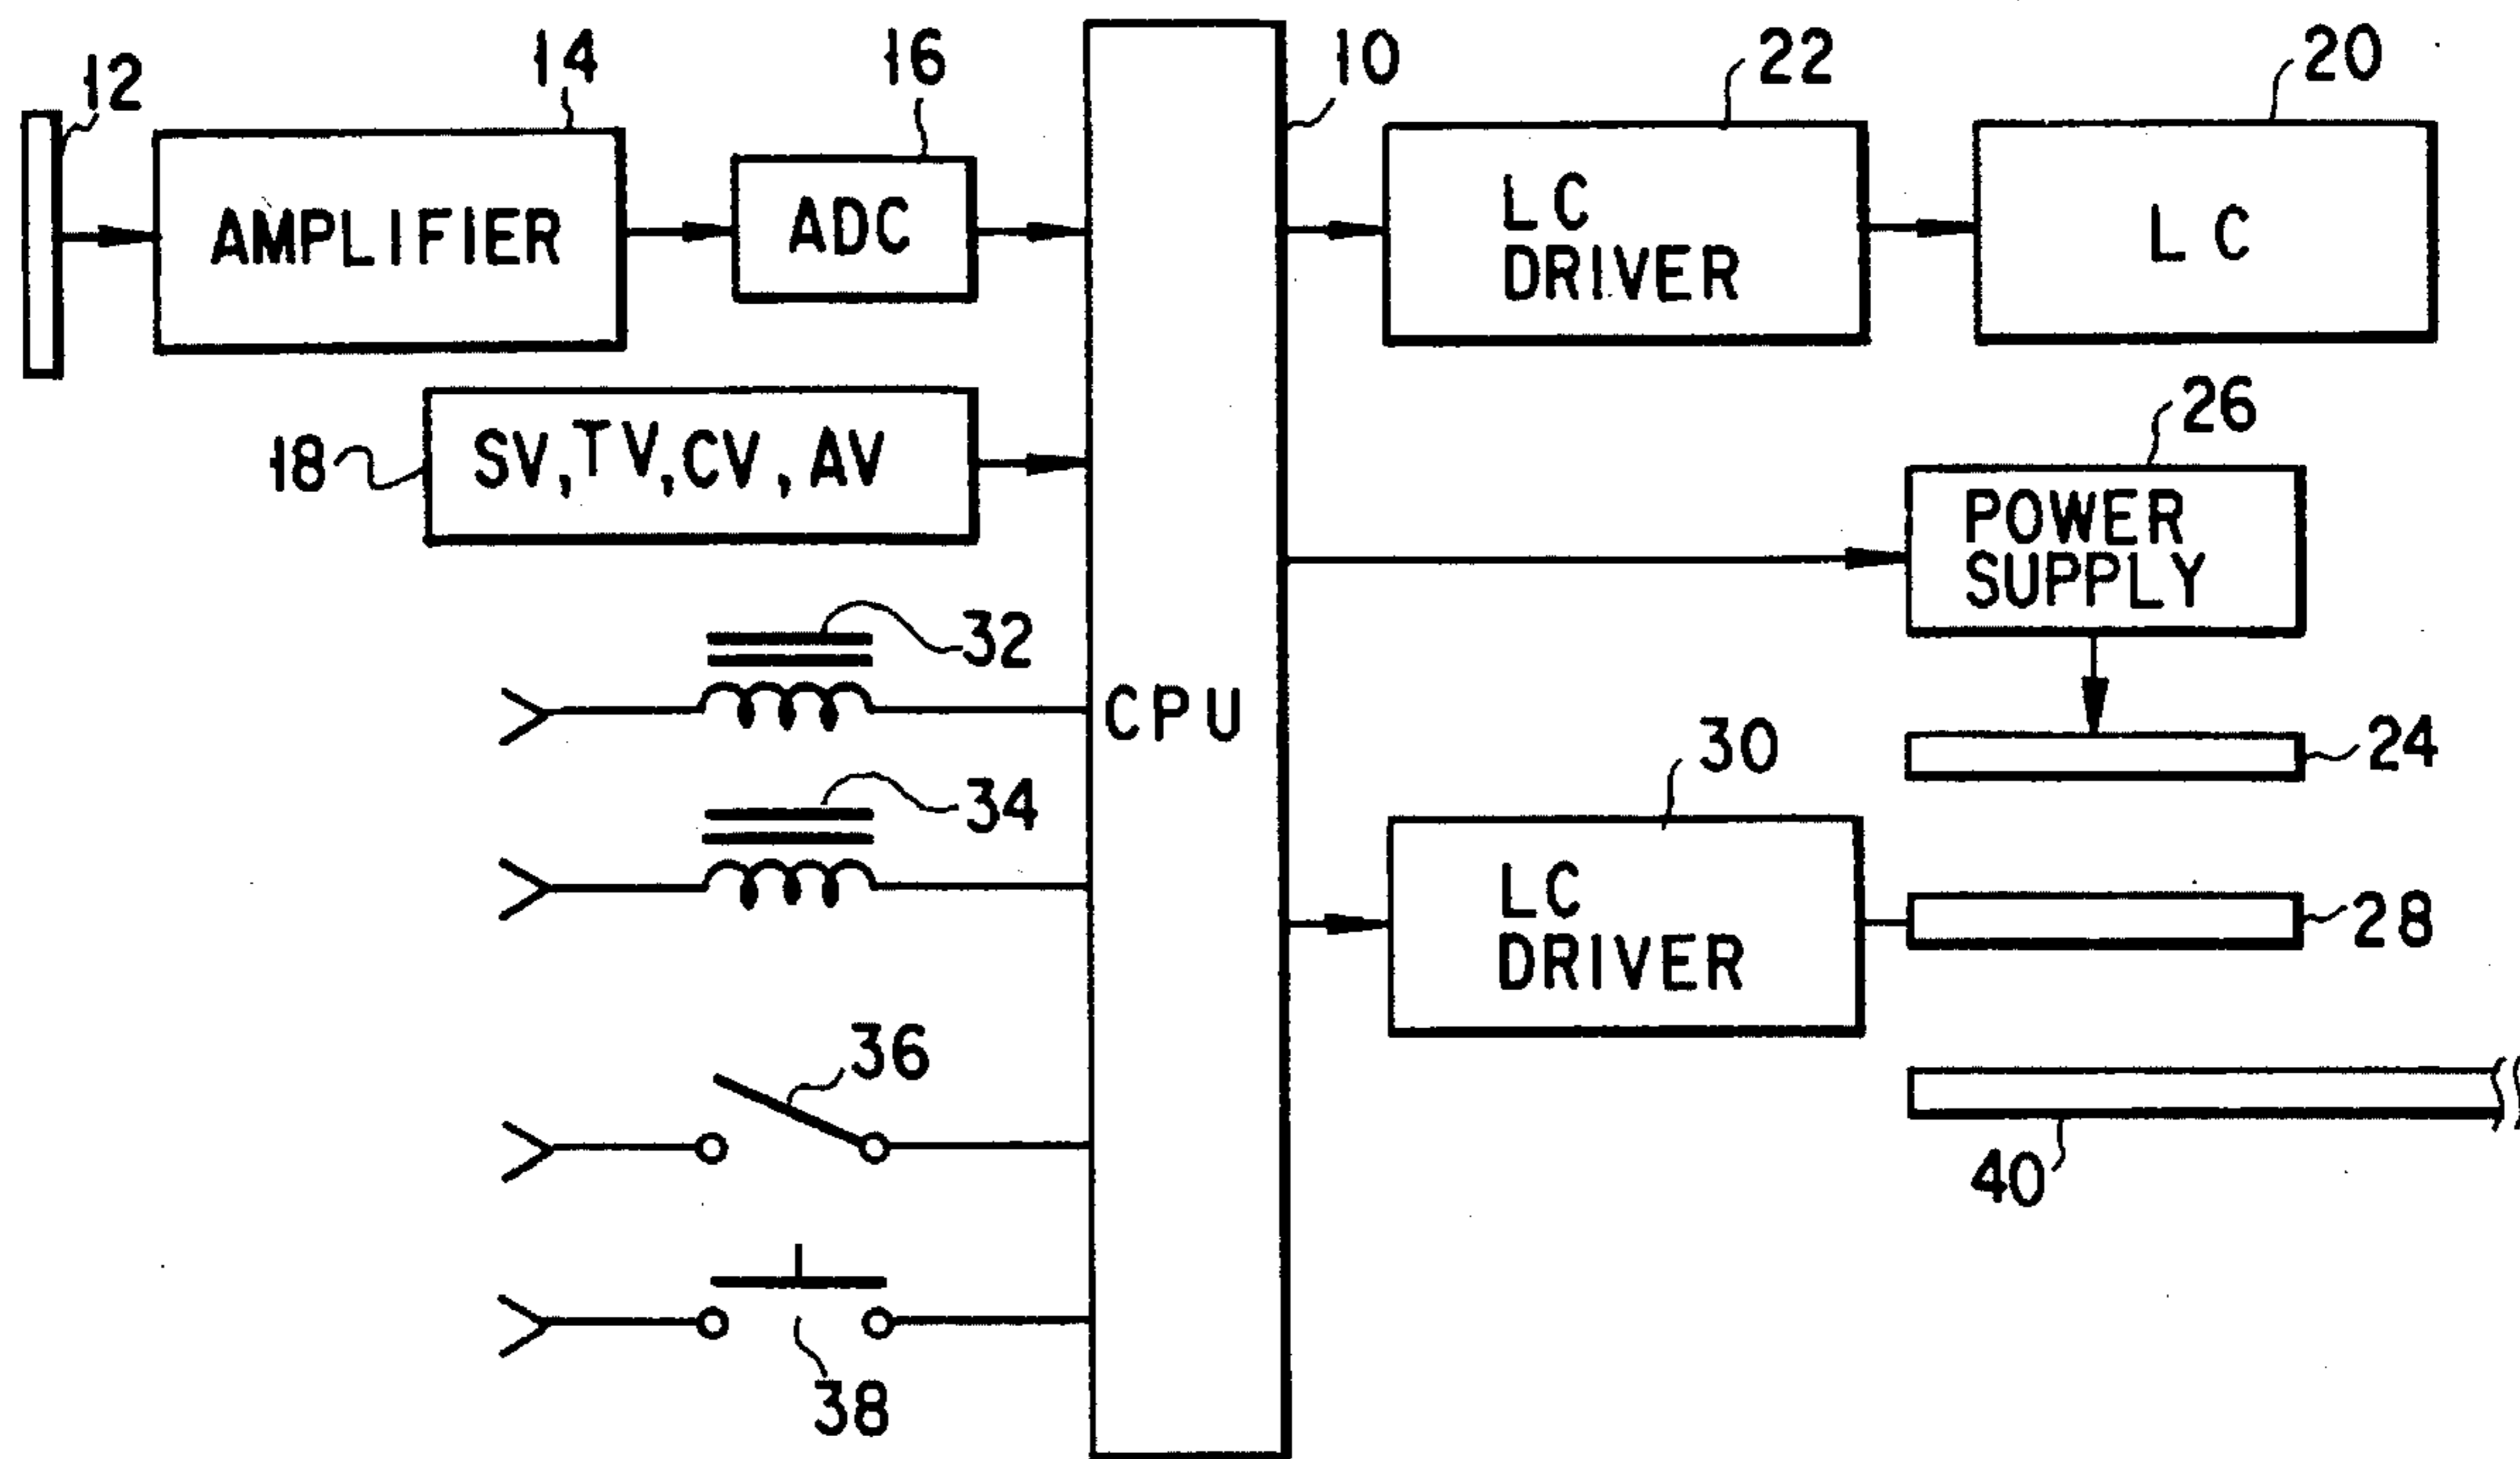 12
14
16
10
22
20
AMPLIFIER
ADC
LC
DRIVER
LC
18
SV, TV, CV, AV
26
POWER
SUPPLY
32
CPU
30
24
34
LC
DRIVER
28
36
40
38